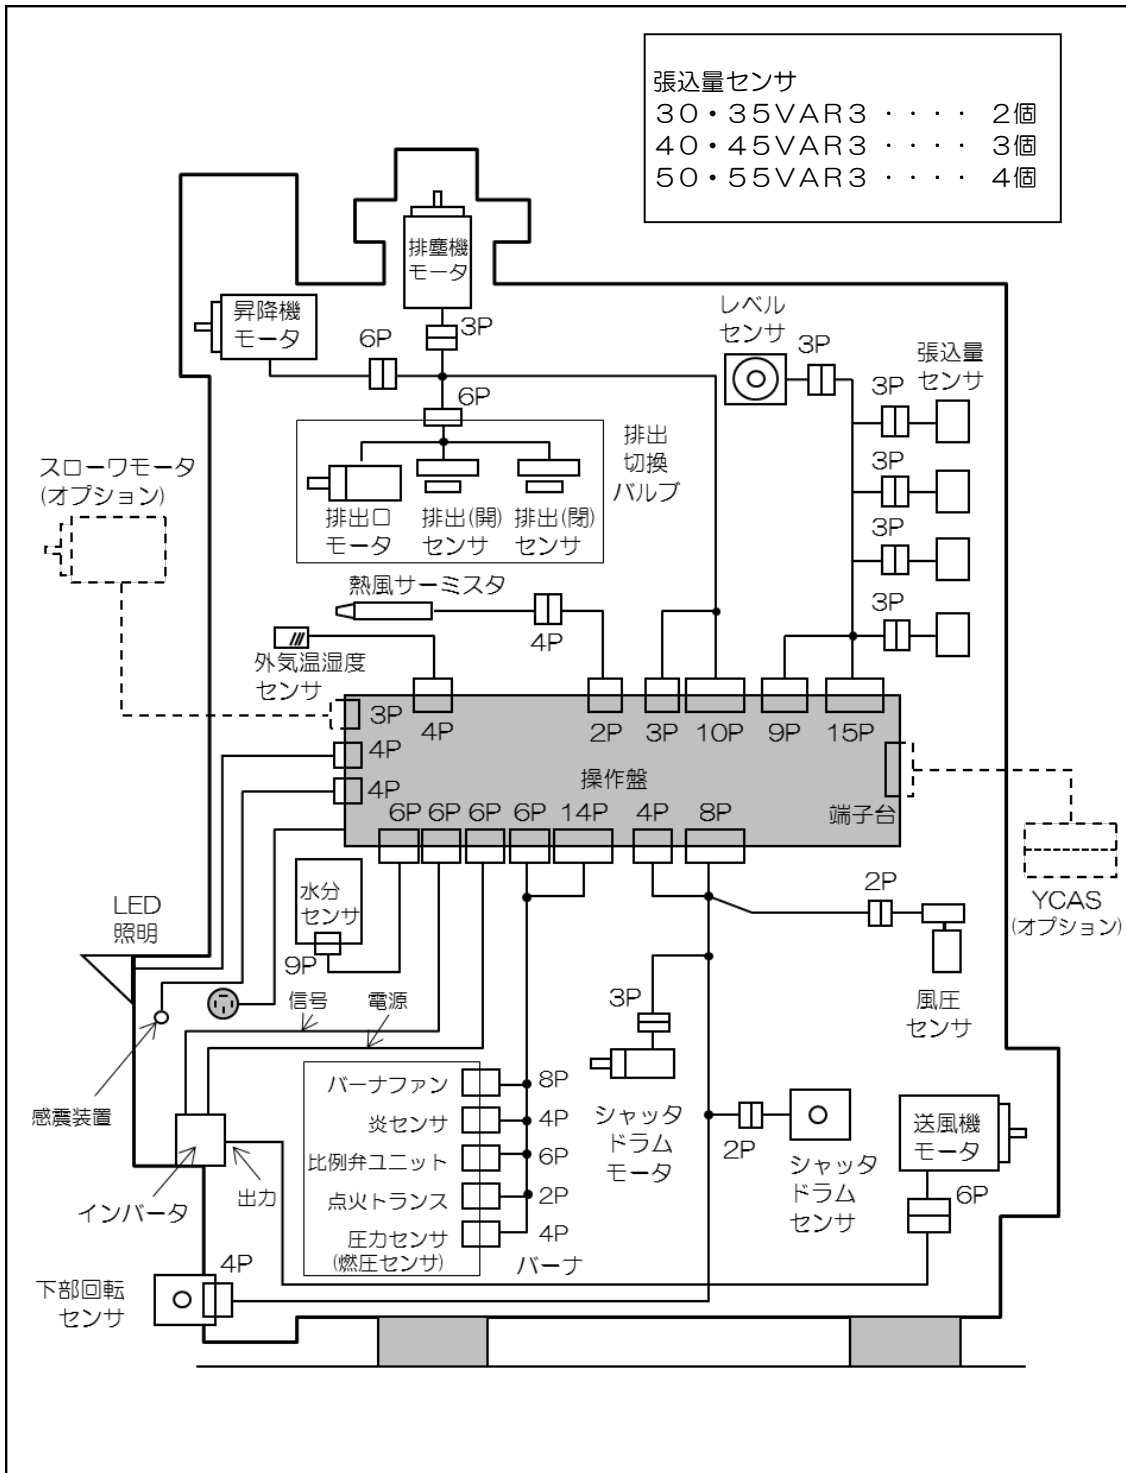 張込量センサ
30・35VAR3 ・・・・ 2個
40・45VAR3 ・・・・ 3個
50・55VAR3 ・・・・ 4個
排塵機
モータ
昇降機
モータ
3P
6P
レベル
センサ
3P
張込量
センサ
3P
6P
排出
切換
バルブ
スローワモータ
(オプション)
3P
排出口
モータ
排出(開)
センサ
排出(閉)
センサ
3P
熱風サーミスタ
3P
4P
外気温湿度
センサ
3P
4P
2P
3P
10P
9P
15P
4P
操作盤
4P
端子台
6P
6P
6P
6P
14P
4P
8P
水分
センサ
9P
LED
照明
2P
YCAS
(オプション)
風圧
センサ
信号
電源
3P
シャッタ
ドラム
モータ
感震装置
バーナファン
8P
炎センサ
4P
比例弁ユニット
6P
点火トランス
2P
圧力センサ
(燃圧センサ)
4P
バーナ
2P
シャッタ
ドラム
センサ
送風機
モータ
6P
インバータ
出力
4P
下部回転
センサ